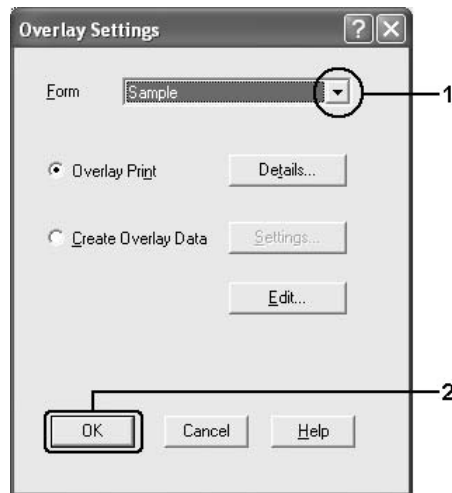 Overlay Settings
Form Sample 1
Overlay Print Details...
Create Overlay Data Settings...
Edit...
2
OK Cancel Help